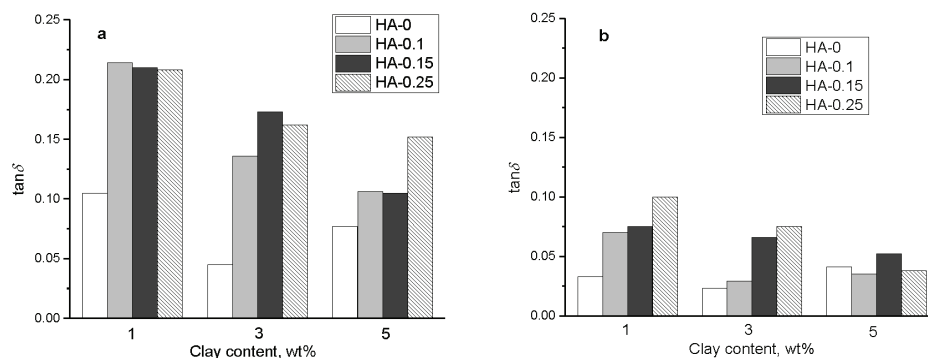 a
HA-0
HA-0.1
HA-0.15
HA-0.25
0.25
0.20
0.15
0.10
0.05
0.00
tanδ
1 3 5
Clay content, wt%
b
HA-0
HA-0.1
HA-0.15
HA-0.25
0.25
0.20
0.15
0.10
0.05
0.00
tanδ
1 3 5
Clay content, wt%